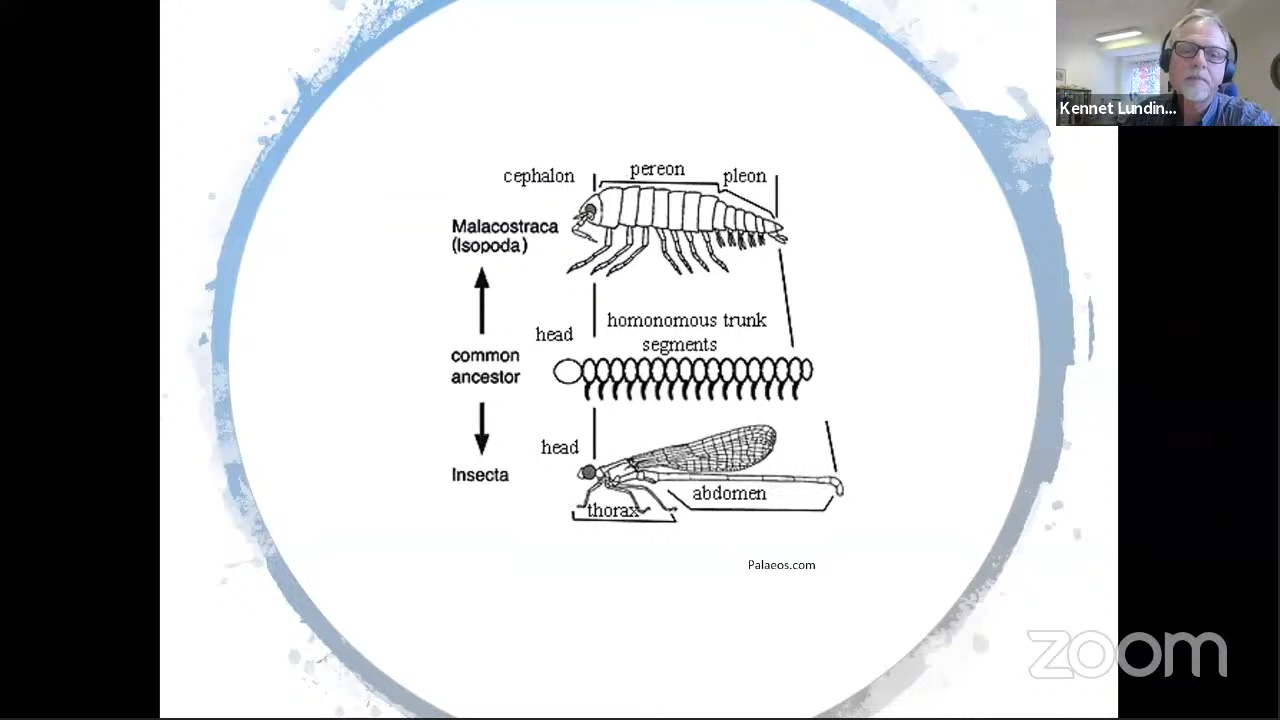 Kennet Lundin...
cephalon
pereon
pleon
Malacostraca
(Isopoda)
head
homonomous trunk
segments
common
ancestor
head
Insecta
abdomen
thorax
Palaeos.com
zoom